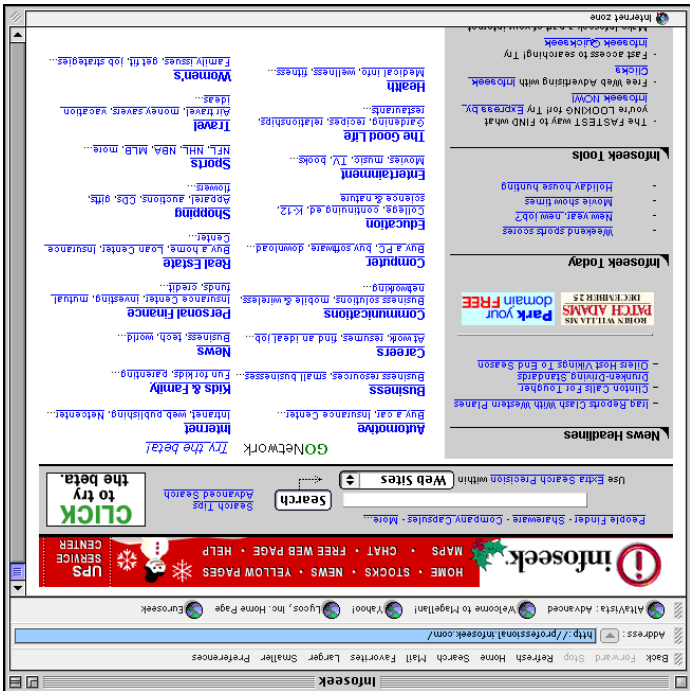 Infoseek
Back Forward Stop Refresh Home Search Mail Favorites Larger Smaller Preferences
Address: http://professional.infoseek.com/
AltaVista: Advanced Welcome to Magellan! Yahoo! Lycos, Inc. Home Page Euroseek
infoseek.
HOME • STOCKS • NEWS • YELLOW PAGES
MAPS • CHAT • FREE WEB PAGE • HELP
UPS
SERVICE
CENTER
People Finder - Shareware - Company Capsules - More...
Search
Search Tips
Advanced Search
Use Extra Search Precision within Web Sites
CLICK
to try
the beta.
News Headlines
- Iraq Reports Clash With Western Planes
- Clinton Calls For Tougher
Drunken-Driving Standards
- Oilers Host Vikings To End Season
ROBIN WILLIAMS
PATCH ADAMS
DECEMBER 25
Park your
domain FREE
Infoseek Today
- Weekend sports scores
- New year, new job?
- Movie show times
- Holiday house hunting
Infoseek Tools
- The FASTEST way to FIND what
you're LOOKING for! Try Express by
Infoseek NOW!
- Free Web Advertising with Infoseek
Clicks
- Fast access to searching! Try
Infoseek Quickseek
GONetwork Try the beta!
Automotive
Buy a car, Insurance Center...
Business
Business resources, small businesses...
Careers
At work, resumes, find an ideal job...
Communications
Business solutions, mobile & wireless,
networking...
Computer
Buy a PC, buy software, download...
Education
College, continuing ed, K-12,
science & nature
Entertainment
Movies, music, TV, books...
The Good Life
Gardening, recipes, relationships,
restaurants...
Health
Medical info, wellness, fitness...
Internet
Intranet, web publishing, Netcenter...
Kids & Family
Fun for kids, parenting...
News
Business, tech, world...
Personal Finance
Insurance Center, investing, mutual
funds, credit...
Real Estate
Buy a home, Loan Center, Insurance
Center...
Shopping
Apparel, auctions, CDs, gifts,
flowers...
Sports
NFL, NHL, NBA, MLB, more...
Travel
Air travel, money savers, vacation
ideas...
Women's
Family issues, get fit, job strategies...
Internet zone